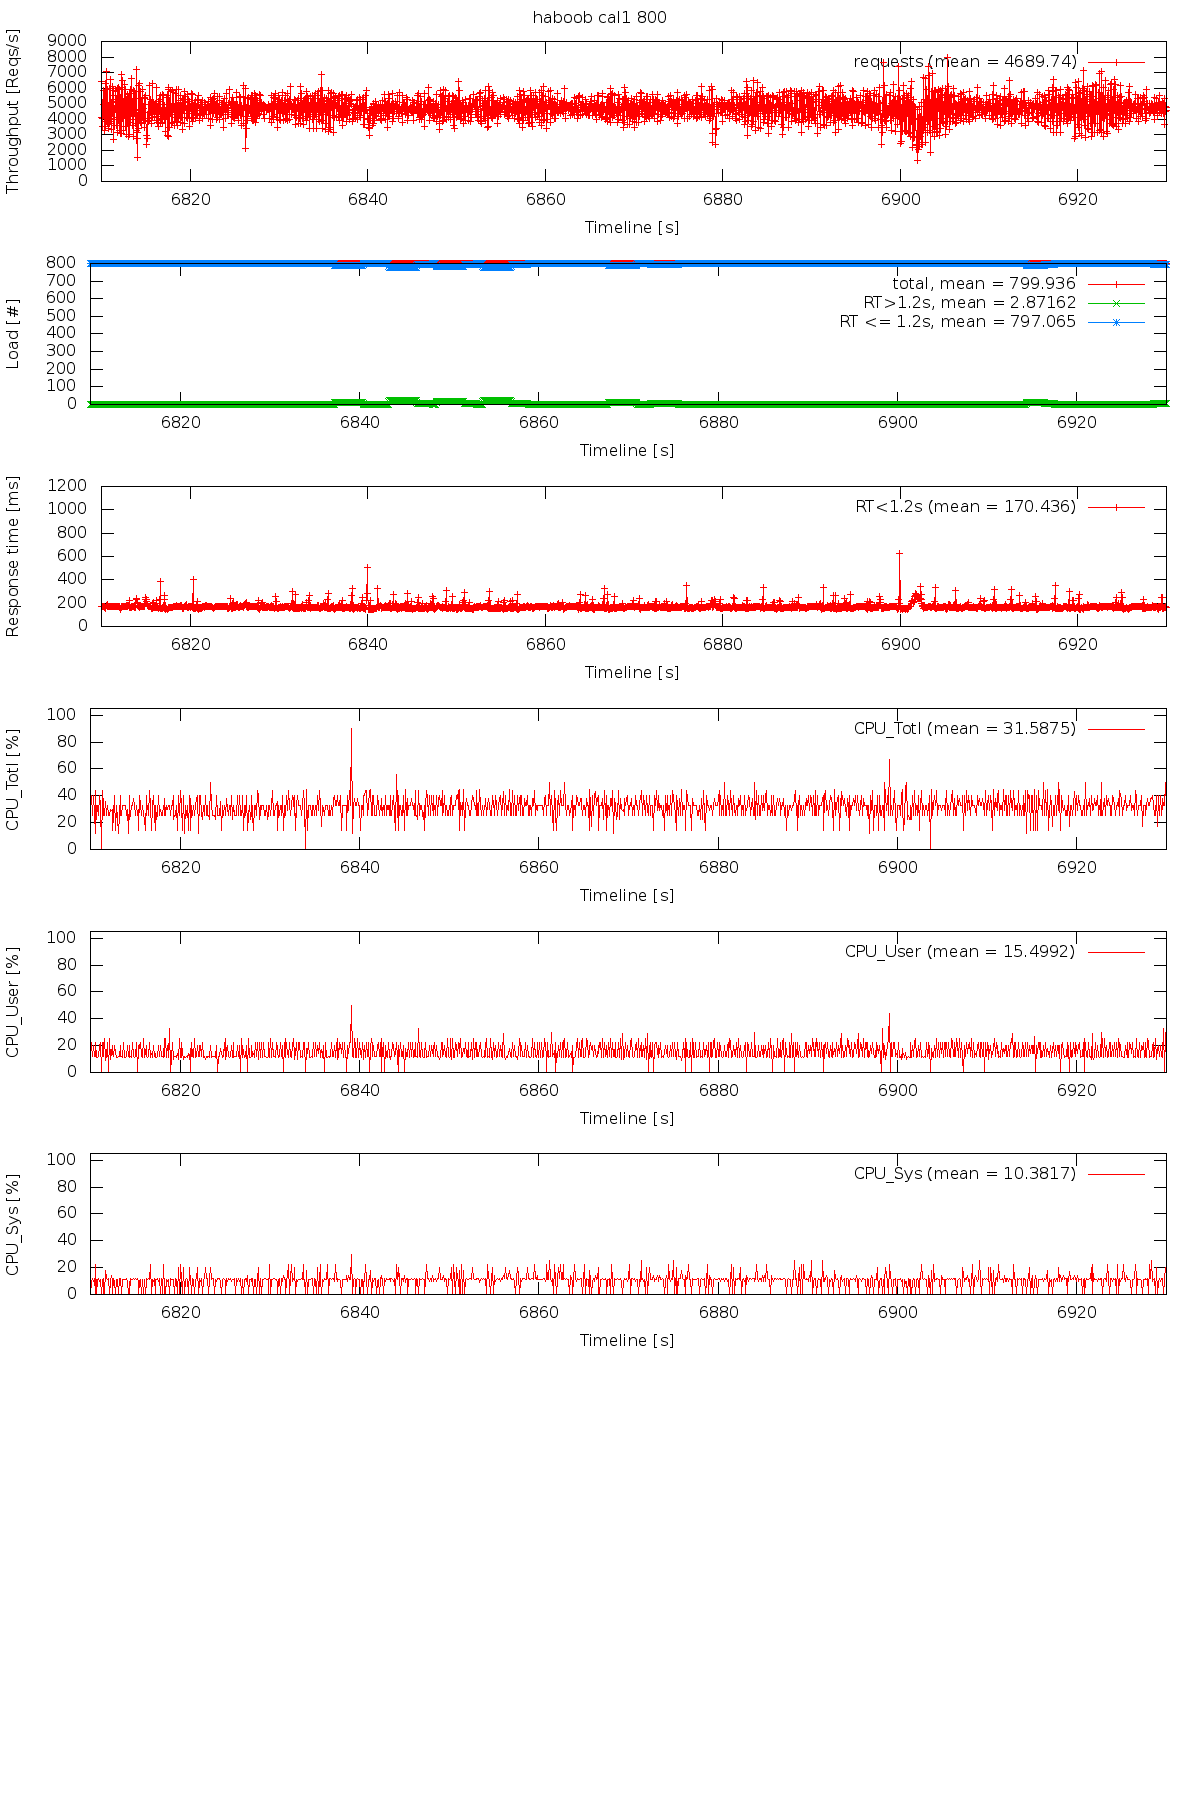 haboob cal1 800
Throughput [Reqs/s]
9000
8000
7000
6000
5000
4000
3000
2000
1000
0
requests (mean = 4689.74)
6820 6840 6860 6880 6900 6920
Timeline [s]
Load [#]
800
700
600
500
400
300
200
100
0
total, mean = 799.936
RT>1.2s, mean = 2.87162
RT <= 1.2s, mean = 797.065
6820 6840 6860 6880 6900 6920
Timeline [s]
Response time [ms]
1200
1000
800
600
400
200
0
RT<1.2s (mean = 170.436)
6820 6840 6860 6880 6900 6920
Timeline [s]
CPU_Totl [%]
100
80
60
40
20
0
CPU_Totl (mean = 31.5875)
6820 6840 6860 6880 6900 6920
Timeline [s]
CPU_User [%]
100
80
60
40
20
0
CPU_User (mean = 15.4992)
6820 6840 6860 6880 6900 6920
Timeline [s]
CPU_Sys [%]
100
80
60
40
20
0
CPU_Sys (mean = 10.3817)
6820 6840 6860 6880 6900 6920
Timeline [s]